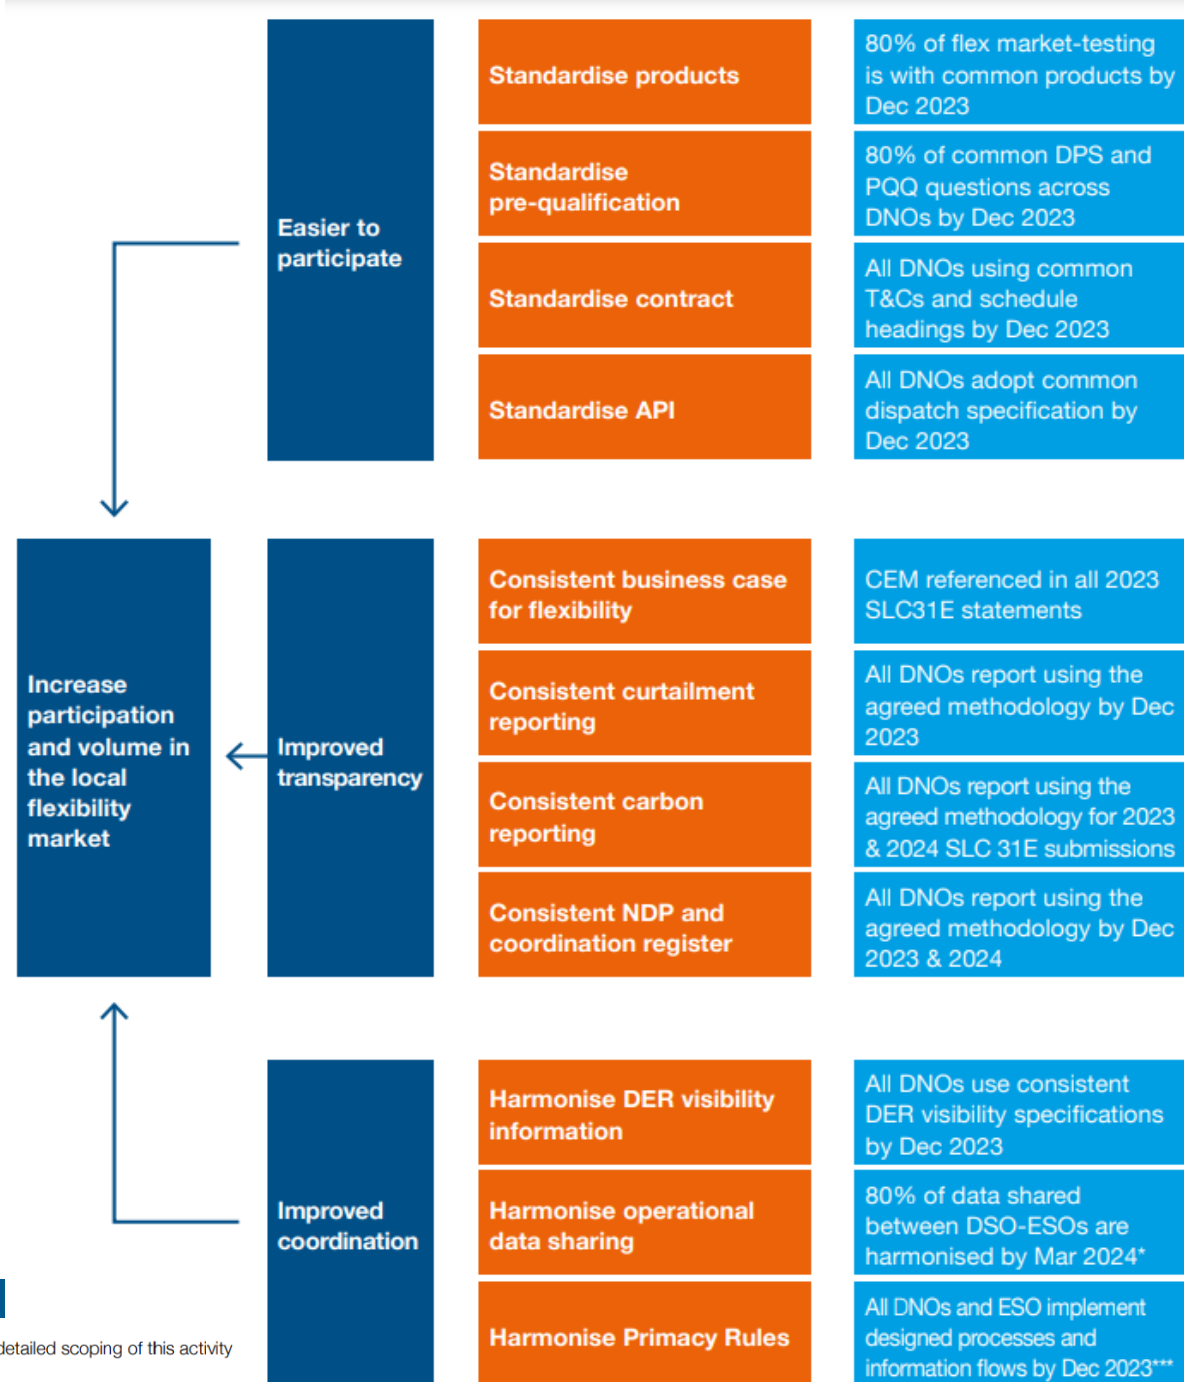 Increase
participation
and volume in
the local
flexibility
market
Easier to
participate
Standardise products
80% of flex market-testing
is with common products by
Dec 2023
Standardise
pre-qualification
80% of common DPS and
PQQ questions across
DNOs by Dec 2023
Standardise contract
All DNOs using common
T&Cs and schedule
headings by Dec 2023
Standardise API
All DNOs adopt common
dispatch specification by
Dec 2023
Improved
transparency
Consistent business case
for flexibility
CEM referenced in all 2023
SLC31E statements
Consistent curtailment
reporting
All DNOs report using the
agreed methodology by Dec
2023
Consistent carbon
reporting
All DNOs report using the
agreed methodology for 2023
& 2024 SLC 31E submissions
Consistent NDP and
coordination register
All DNOs report using the
agreed methodology by Dec
2023 & 2024
Improved
coordination
Harmonise DER visibility
information
All DNOs use consistent
DER visibility specifications
by Dec 2023
Harmonise operational
data sharing
80% of data shared
between DSO-ESOs are
harmonised by Mar 2024*
Harmonise Primacy Rules
All DNOs and ESO implement
designed processes and
information flows by Dec 2023***
detailed scoping of this activity